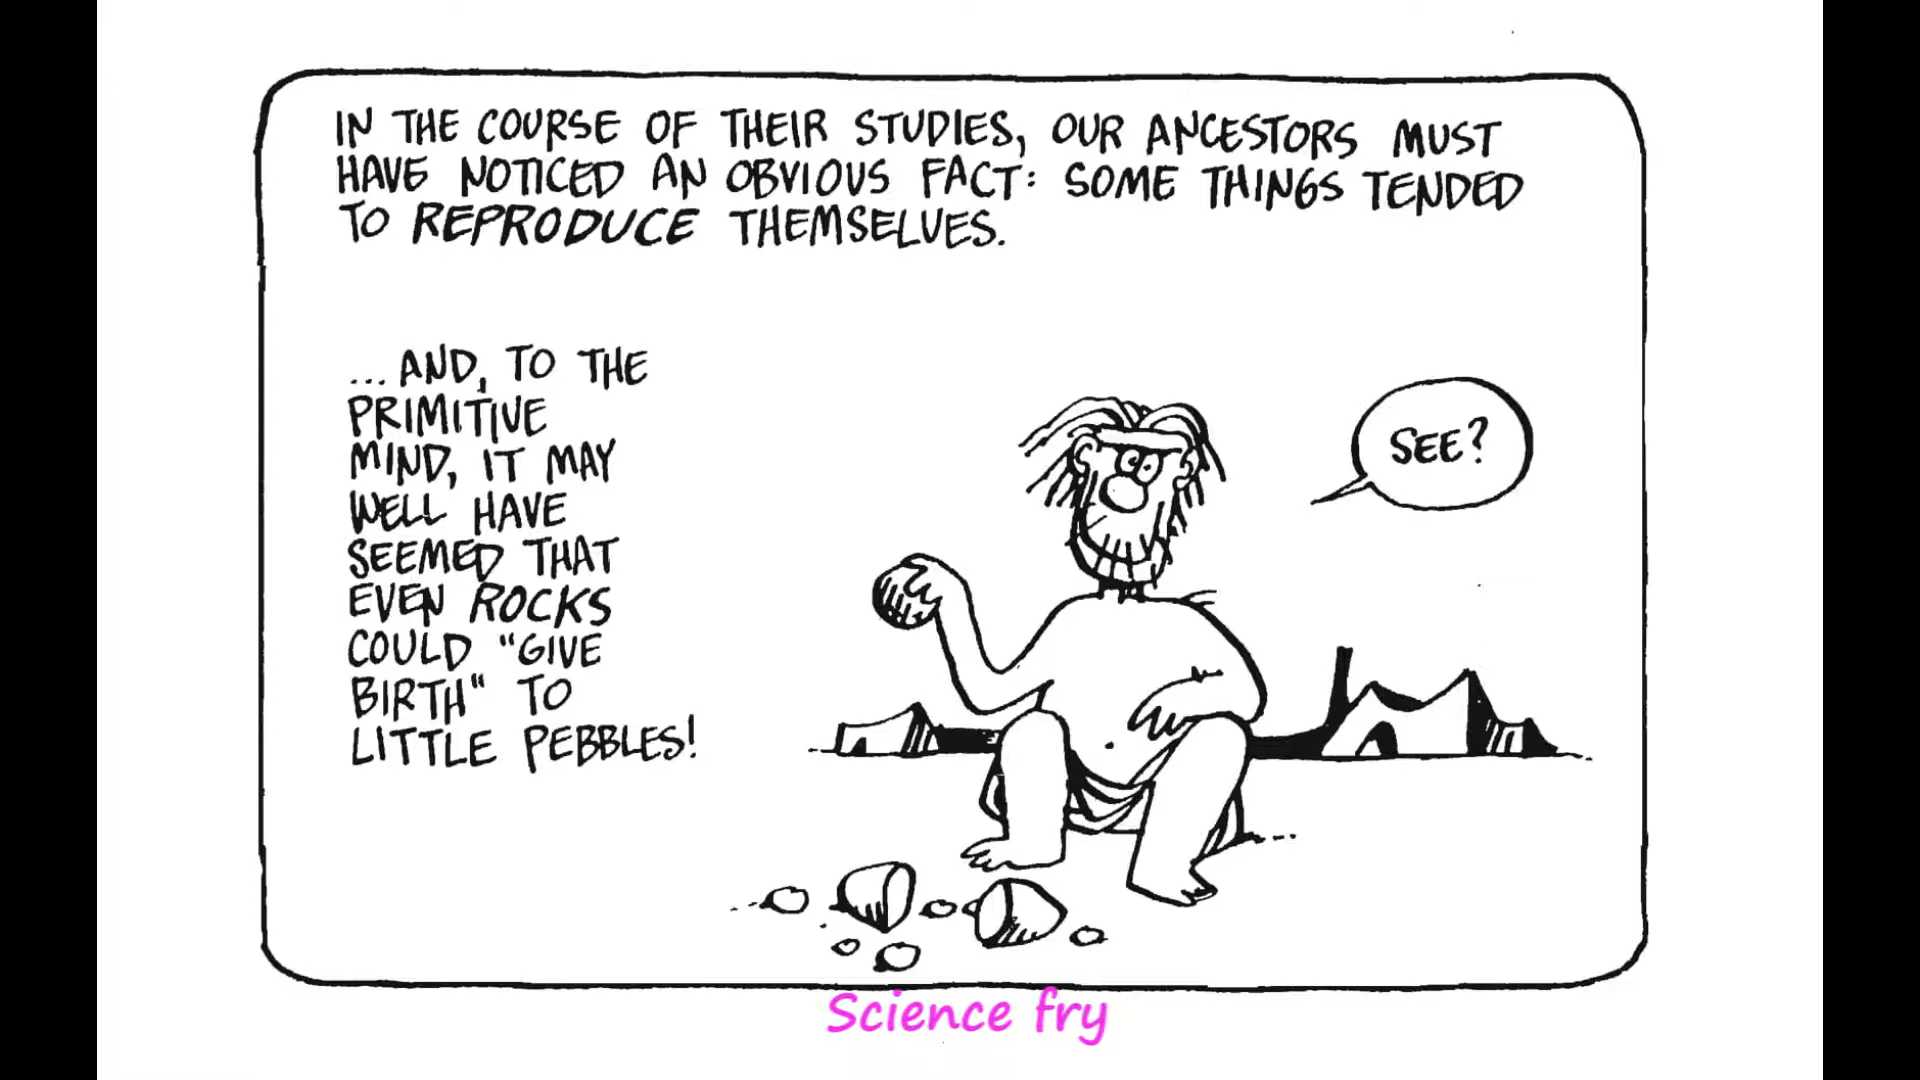 IN THE COURSE OF THEIR STUDIES, OUR ANCESTORS MUST
HAVE NOTICED AN OBVIOUS FACT: SOME THINGS TENDED
TO REPRODUCE THEMSELVES.
...AND, TO THE
PRIMITIVE
MIND, IT MAY
WELL HAVE
SEEMED THAT
EVEN ROCKS
COULD "GIVE
BIRTH" TO
LITTLE PEBBLES!
SEE?
Science fry